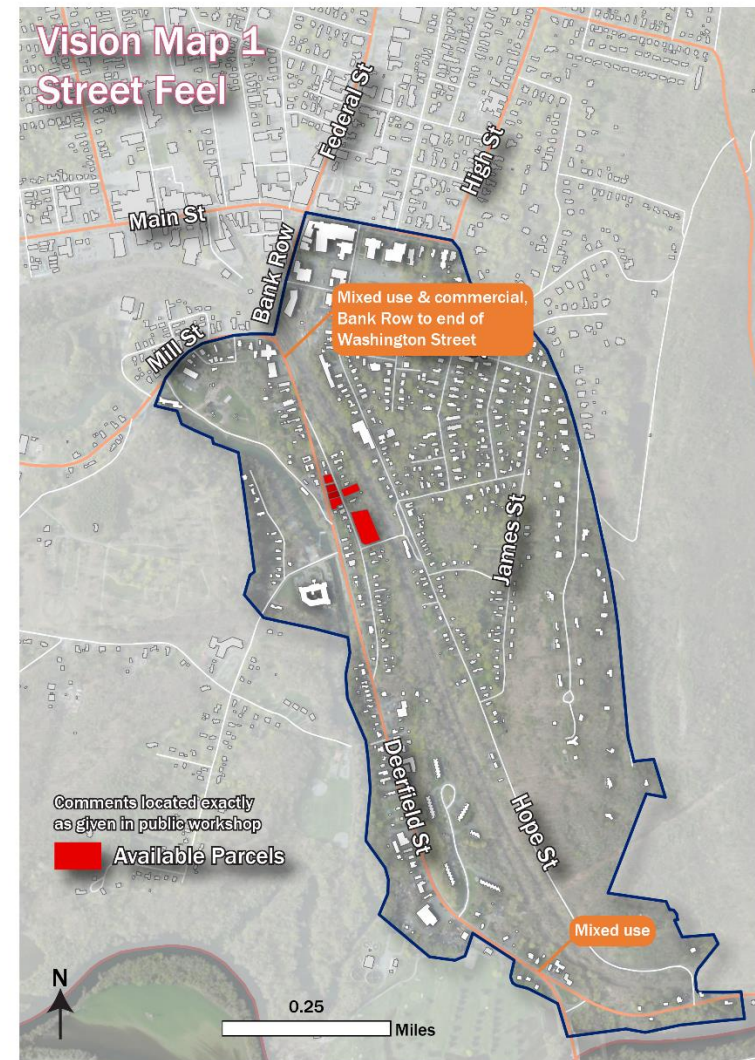 Vision Map 1
Street Feel
Federal St
High St
Main St
Bank Row
Mixed use & commercial,
Bank Row to end of
Washington Street
Mill St
James St
Deerfield St
Hope St
Comments located exactly
as given in public workshop
Available Parcels
Mixed use
N
0.25
Miles